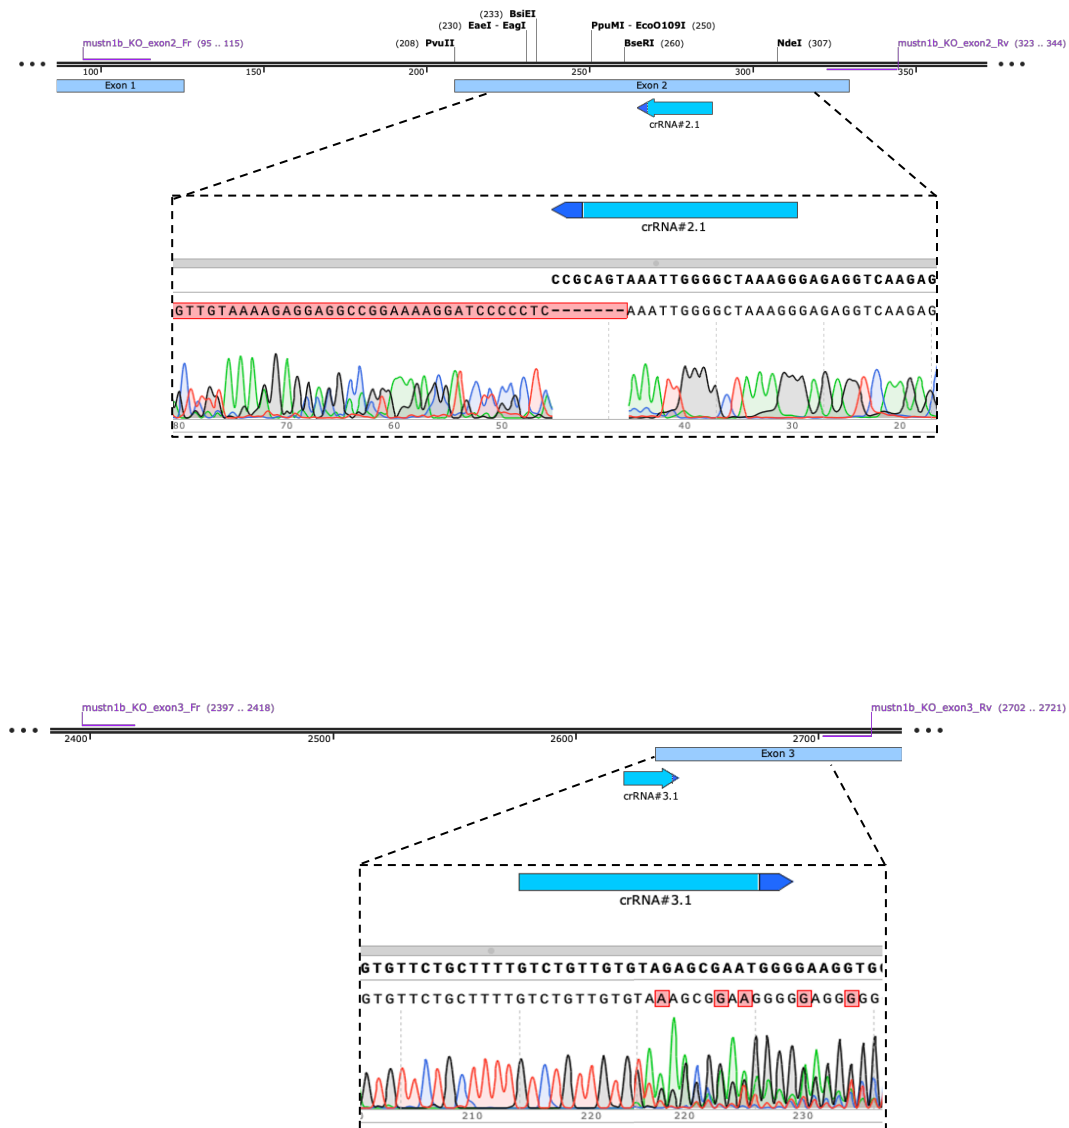 (233) BsiEI
(230) EaeI - EagI PpuMI - EcoO109I (250)
mustn1b_KO_exon2_Fr (95 .. 115) (208) PvuII BseRI (260) NdeI (307) mustn1b_KO_exon2_Rv (323 .. 344)
100 150 200 250 300 350
Exon 1 Exon 2
crRNA#2.1
crRNA#2.1
CCGCAGTAAATTGGGGCTAAAGGGAGAGGTCAAGAG
GTTGTAAAAGAGGAGGCCGGAAAAGGATCCCCCTC-------AAATTGGGGCTAAAGGGAGAGGTCAAGAG
80 70 60 50 40 30 20
mustn1b_KO_exon3_Fr (2397 .. 2418) mustn1b_KO_exon3_Rv (2702 .. 2721)
2400 2500 2600 2700
Exon 3
crRNA#3.1
crRNA#3.1
GTGTTCTGCTTTTGTCTGTTGTGTAGAGCGAATGGGGAAGGTG
GTGTTCTGCTTTTGTCTGTTGTGTAAAGCGGAAGGGGGAGGGGG
210 220 220 230